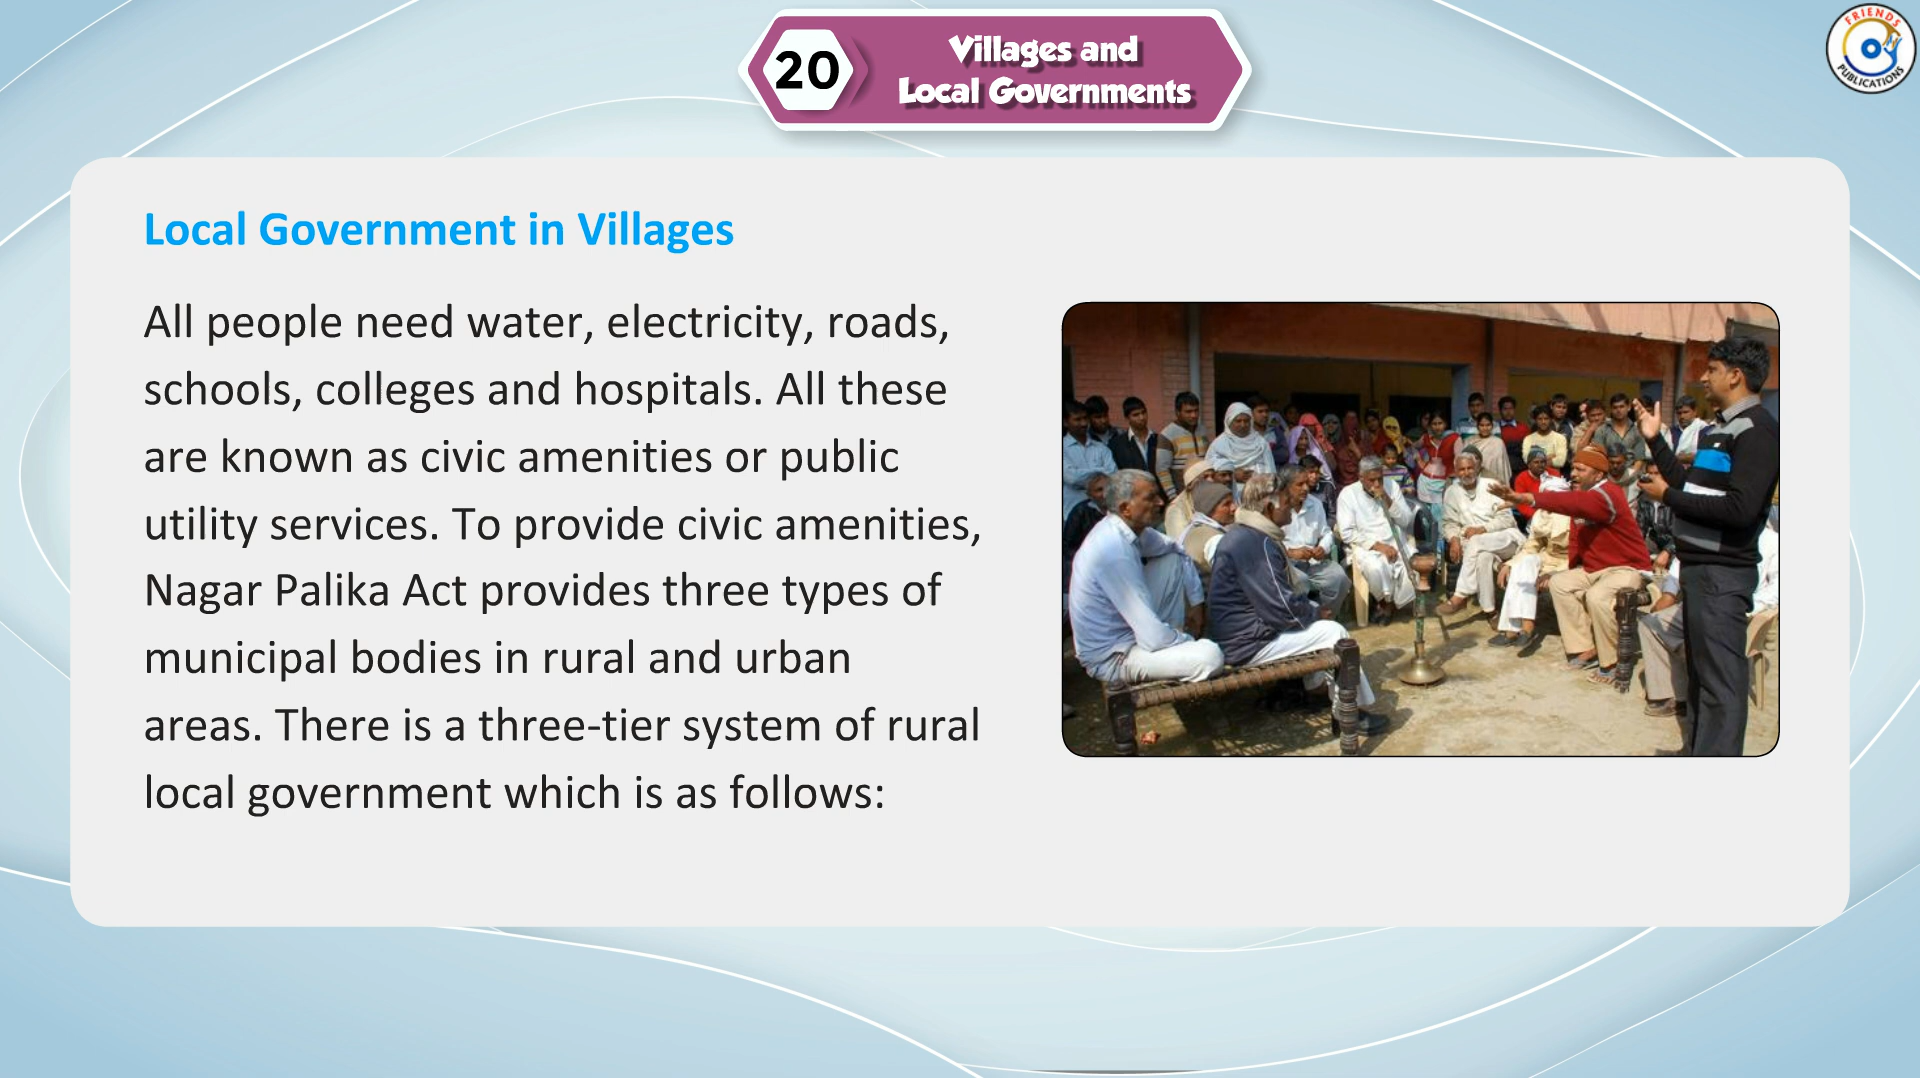 20
Villages and
Local Governments
FRIENDS
PUBLICATIONS
Local Government in Villages
All people need water, electricity, roads,
schools, colleges and hospitals. All these
are known as civic amenities or public
utility services. To provide civic amenities,
Nagar Palika Act provides three types of
municipal bodies in rural and urban
areas. There is a three-tier system of rural
local government which is as follows: